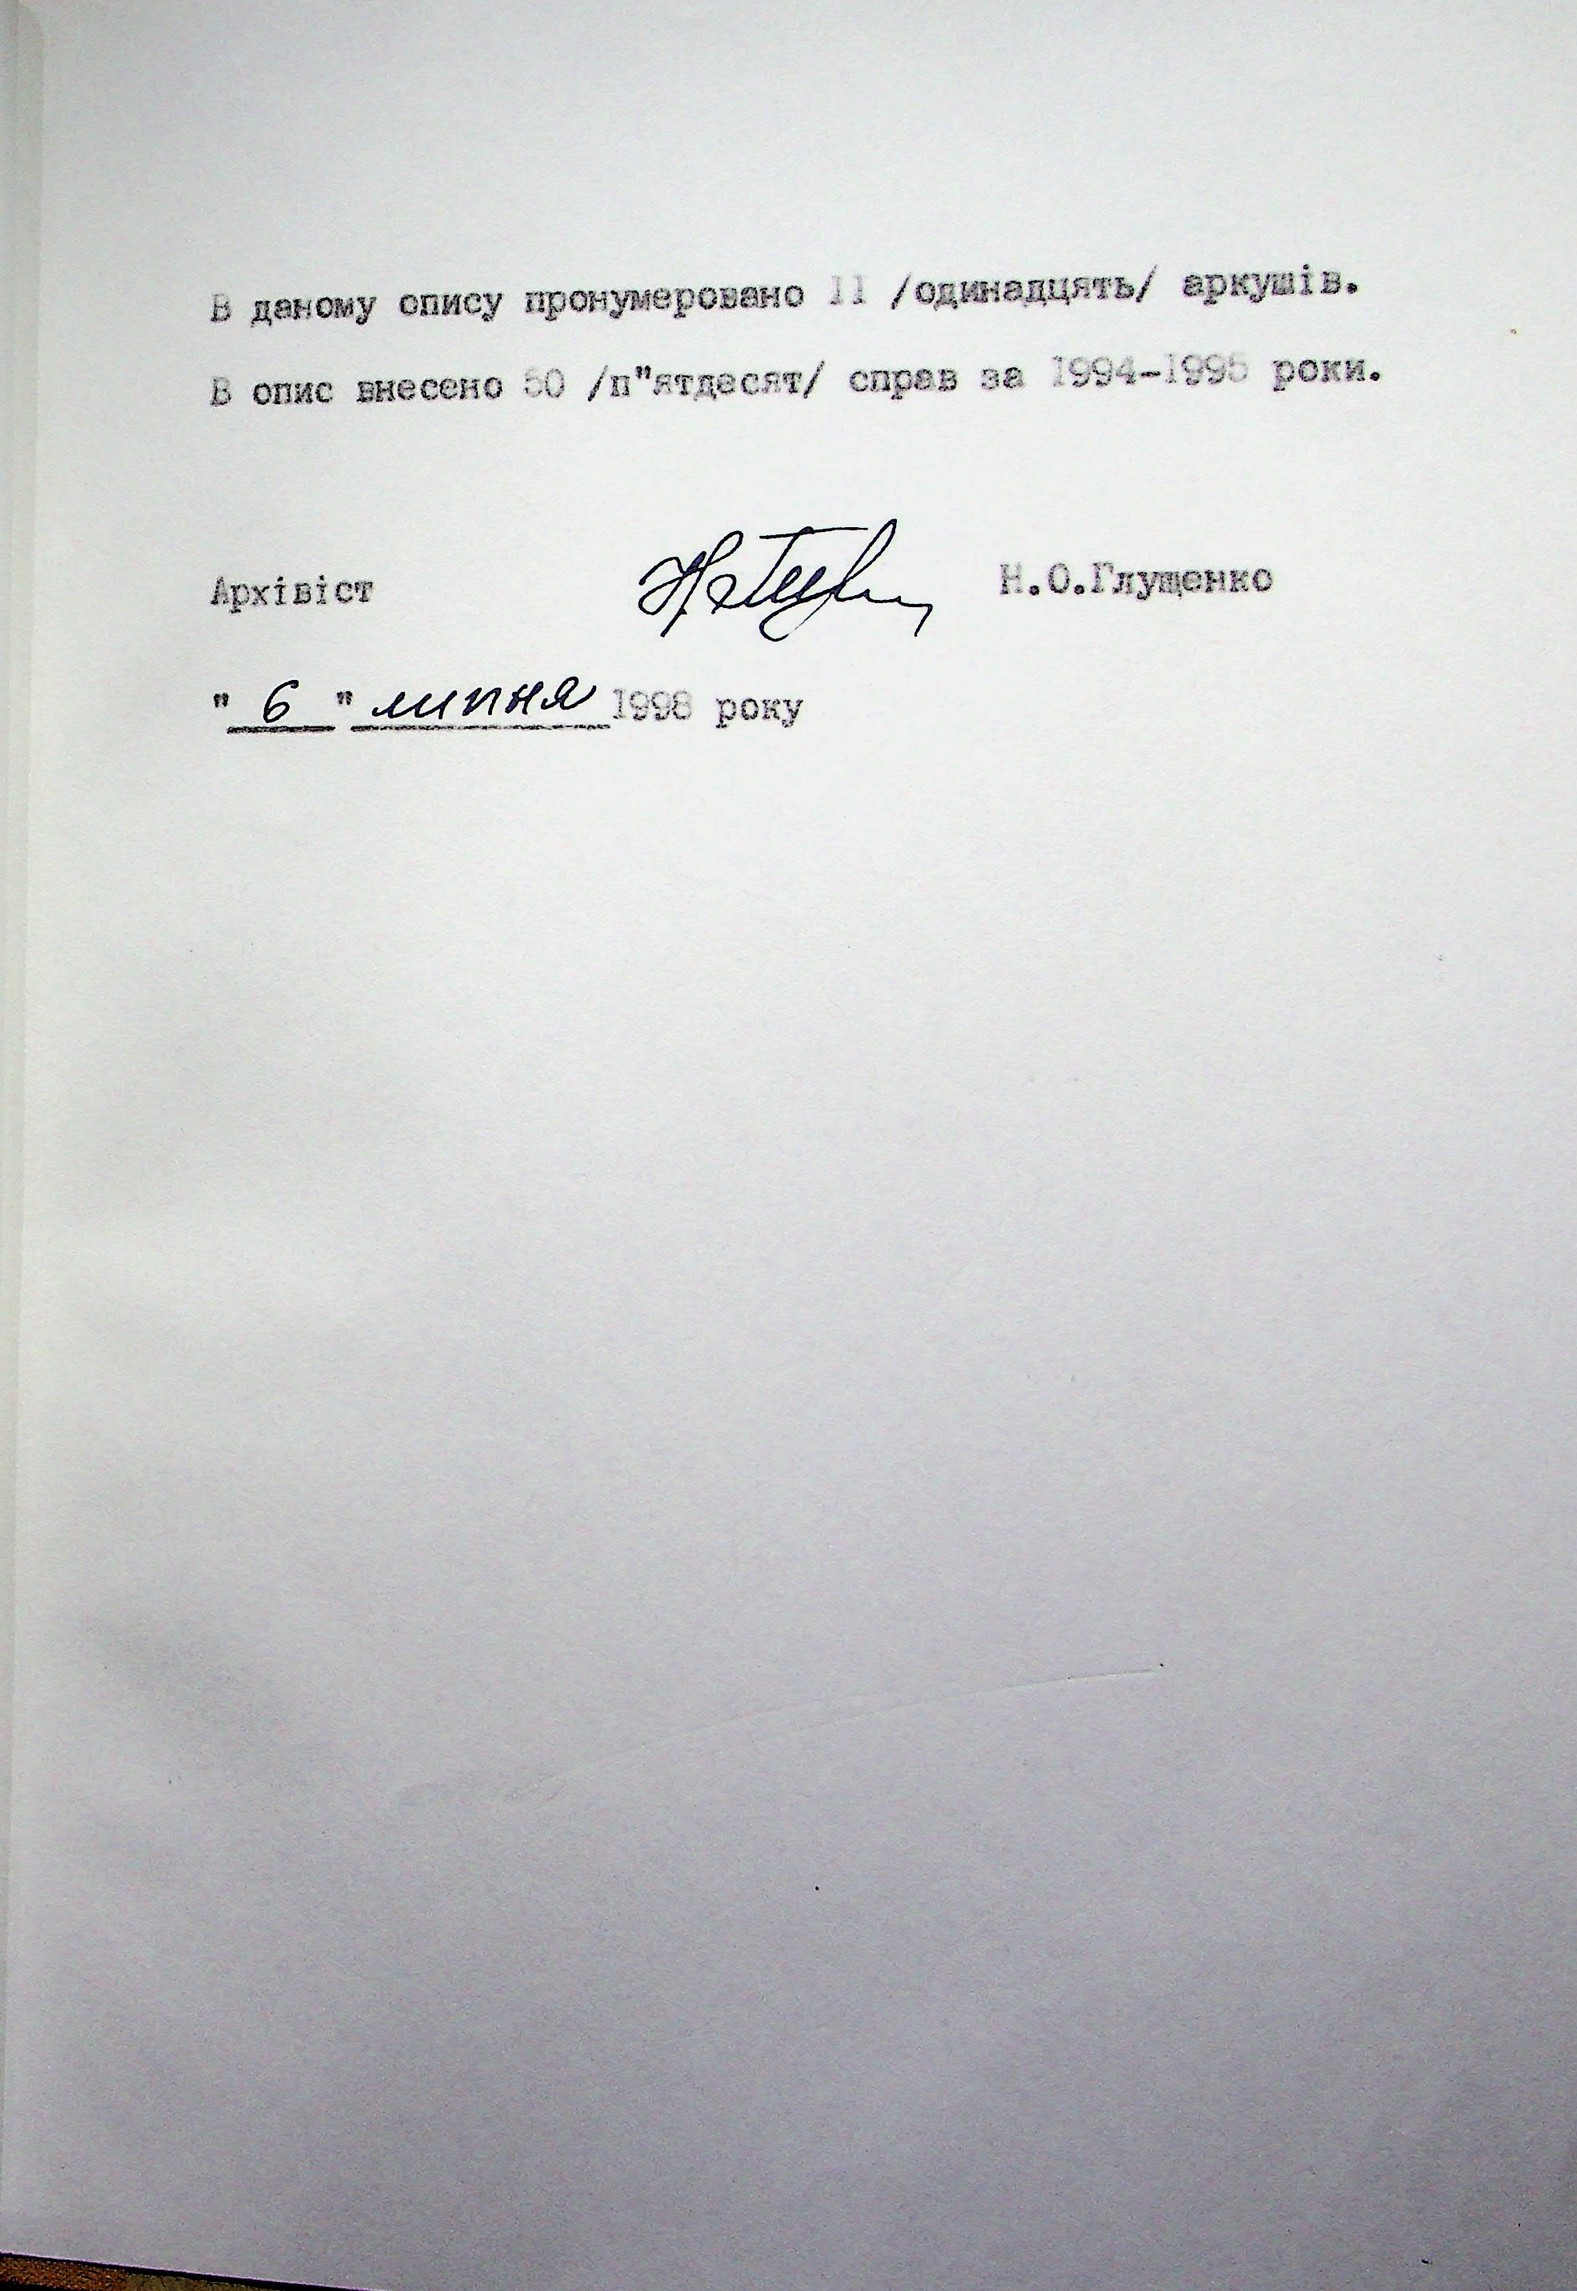 В даному опису пронумеровано 11 /одинадцять/ аркушів.
В опис внесено 50 /п"ятдесят/ справ за 1994-1995 роки.
Архівіст Н.О.Глущенко
" 6 " липня 1998 року